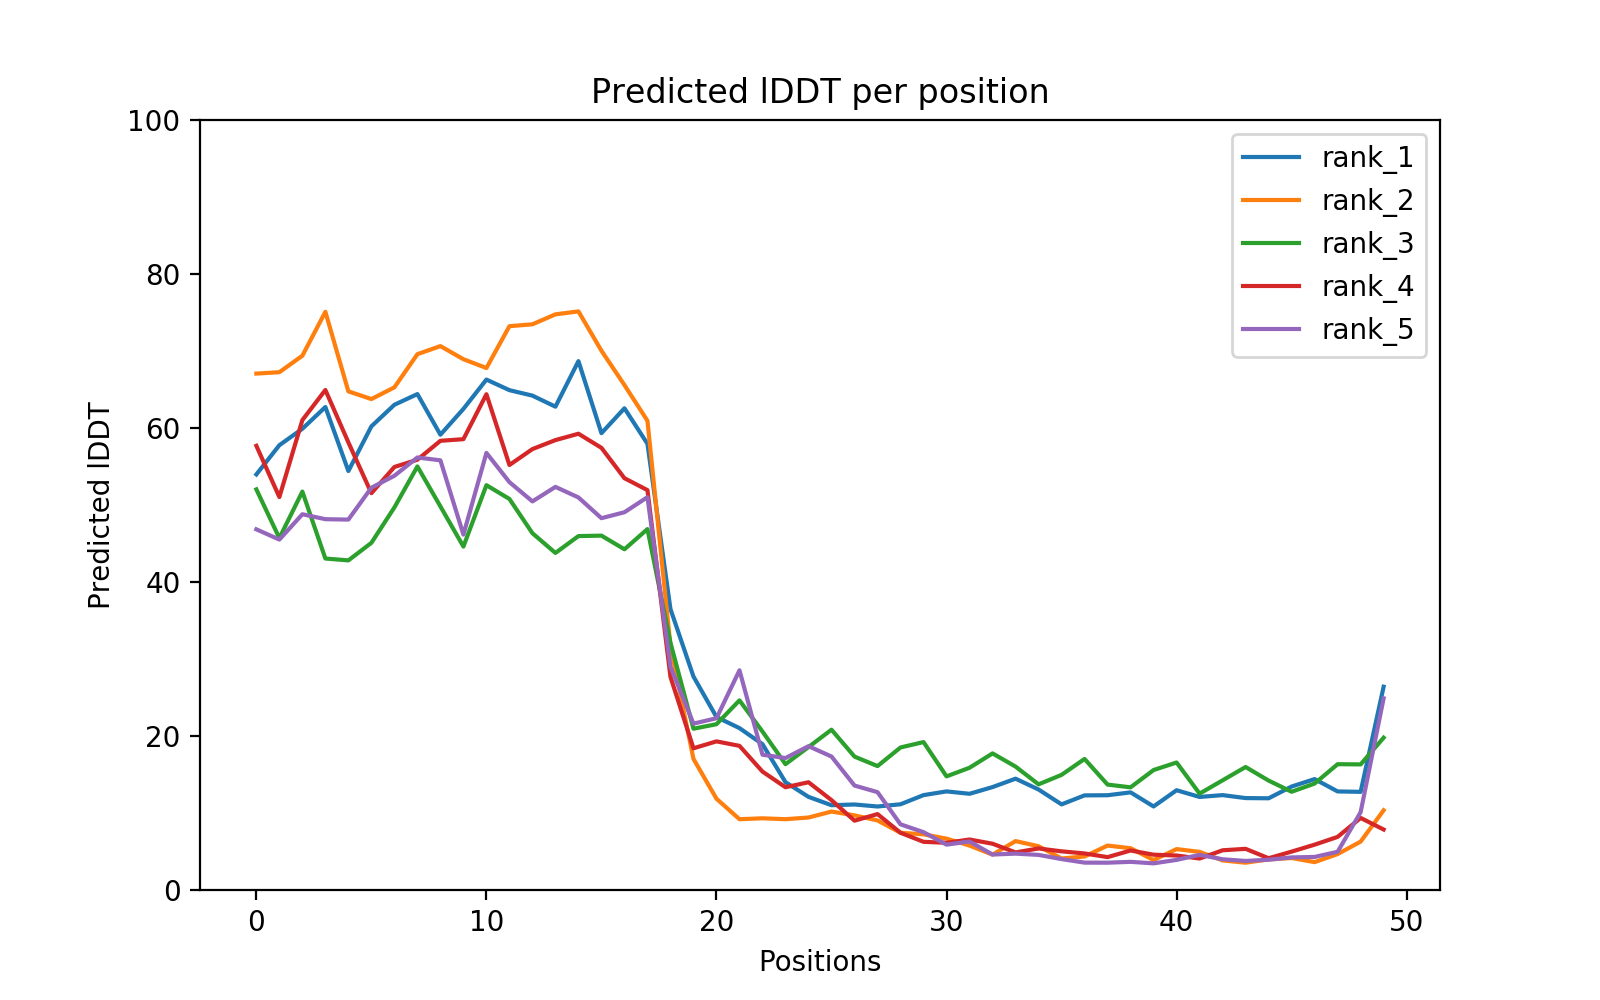 Predicted lDDT per position
100
80
60
40
20
0
Predicted lDDT
rank_1
rank_2
rank_3
rank_4
rank_5
0 10 20 30 40 50
Positions